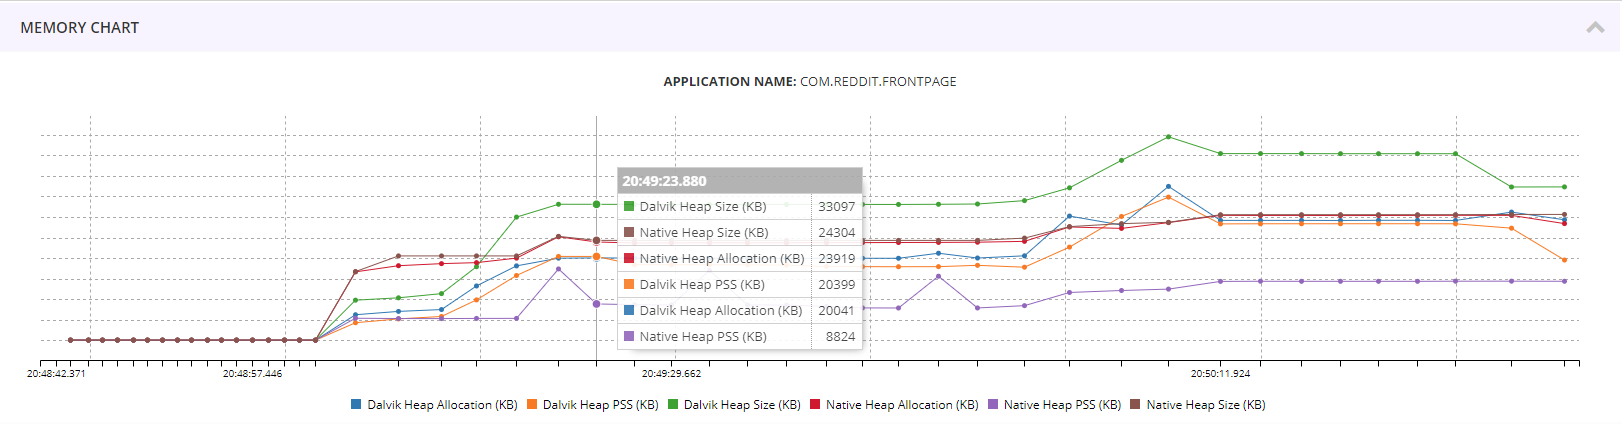 MEMORY CHART
APPLICATION NAME: COM.REDDIT.FRONTPAGE
20:49:23.880
Dalvik Heap Size (KB) 33097
Native Heap Size (KB) 24304
Native Heap Allocation (KB) 23919
Dalvik Heap PSS (KB) 20399
Dalvik Heap Allocation (KB) 20041
Native Heap PSS (KB) 8824
20:48:42.371 20:48:57.446 20:49:29.662 20:50:11.924
Dalvik Heap Allocation (KB) Dalvik Heap PSS (KB) Dalvik Heap Size (KB) Native Heap Allocation (KB) Native Heap PSS (KB) Native Heap Size (KB)